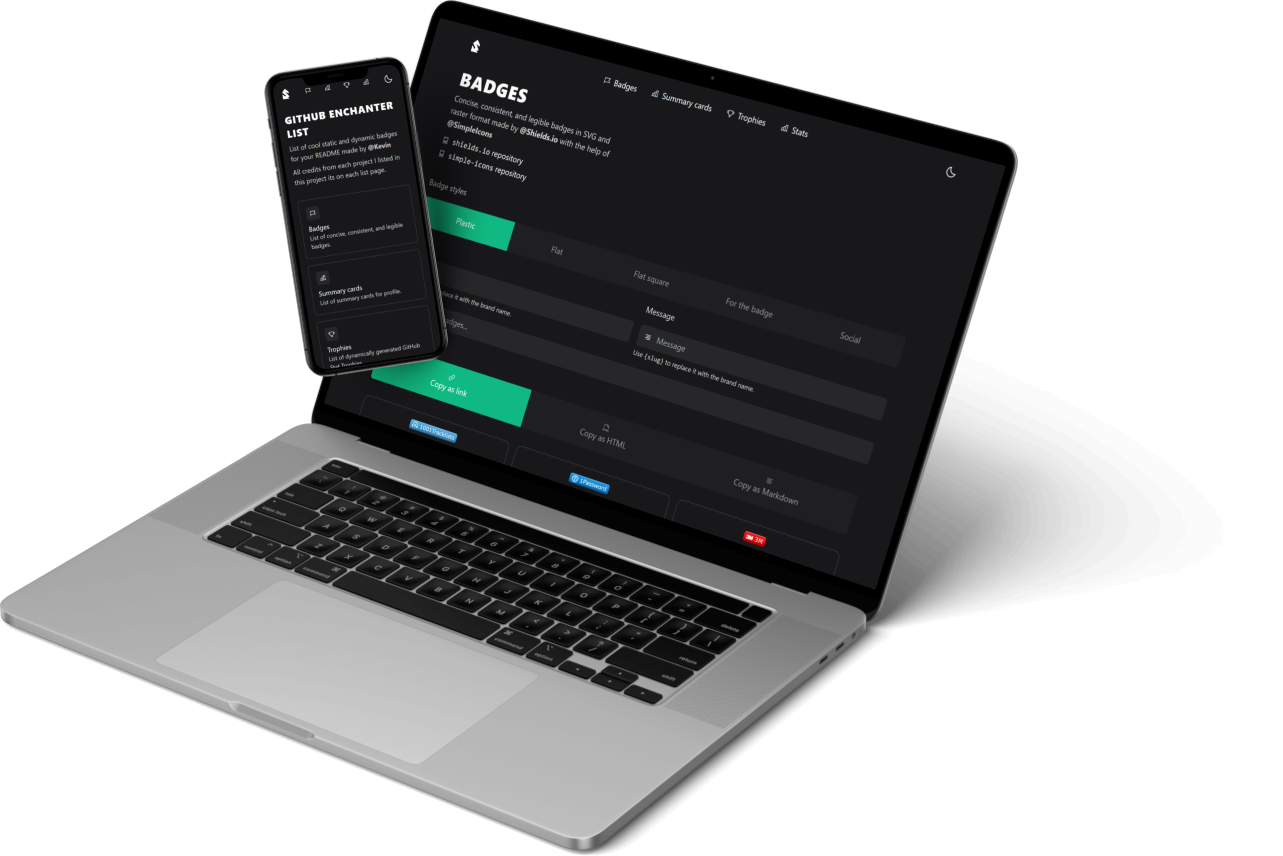 GITHUB ENCHANTER
LIST
List of cool static and dynamic badges
for your README made by @Kevin
All credits from each project I listed in
this project its on each list page.
Badges
List of concise, consistent, and legible
badges.
Summary cards
List of summary cards for profile.
Trophies
List of dynamically generated GitHub
Stat Trophies
Badges
Summary cards
Trophies
Stats
BADGES
Concise, consistent, and legible badges in SVG and
raster format made by @Shields.io with the help of
@SimpleIcons
shields.io repository
simple-icons repository
Badge styles
Plastic
Flat
Flat square
For the badge
Social
it with the brand name.
Message
Message
Use {slug} to replace it with the brand name.
Copy as link
Copy as HTML
Copy as Markdown
1001Tracklists
1Password
3M
Q W E R T Y U I O P
A S D F G H J K L
Z X C V B N M
delete
return
shift
caps lock
shift
fn
control
option
command
command
option